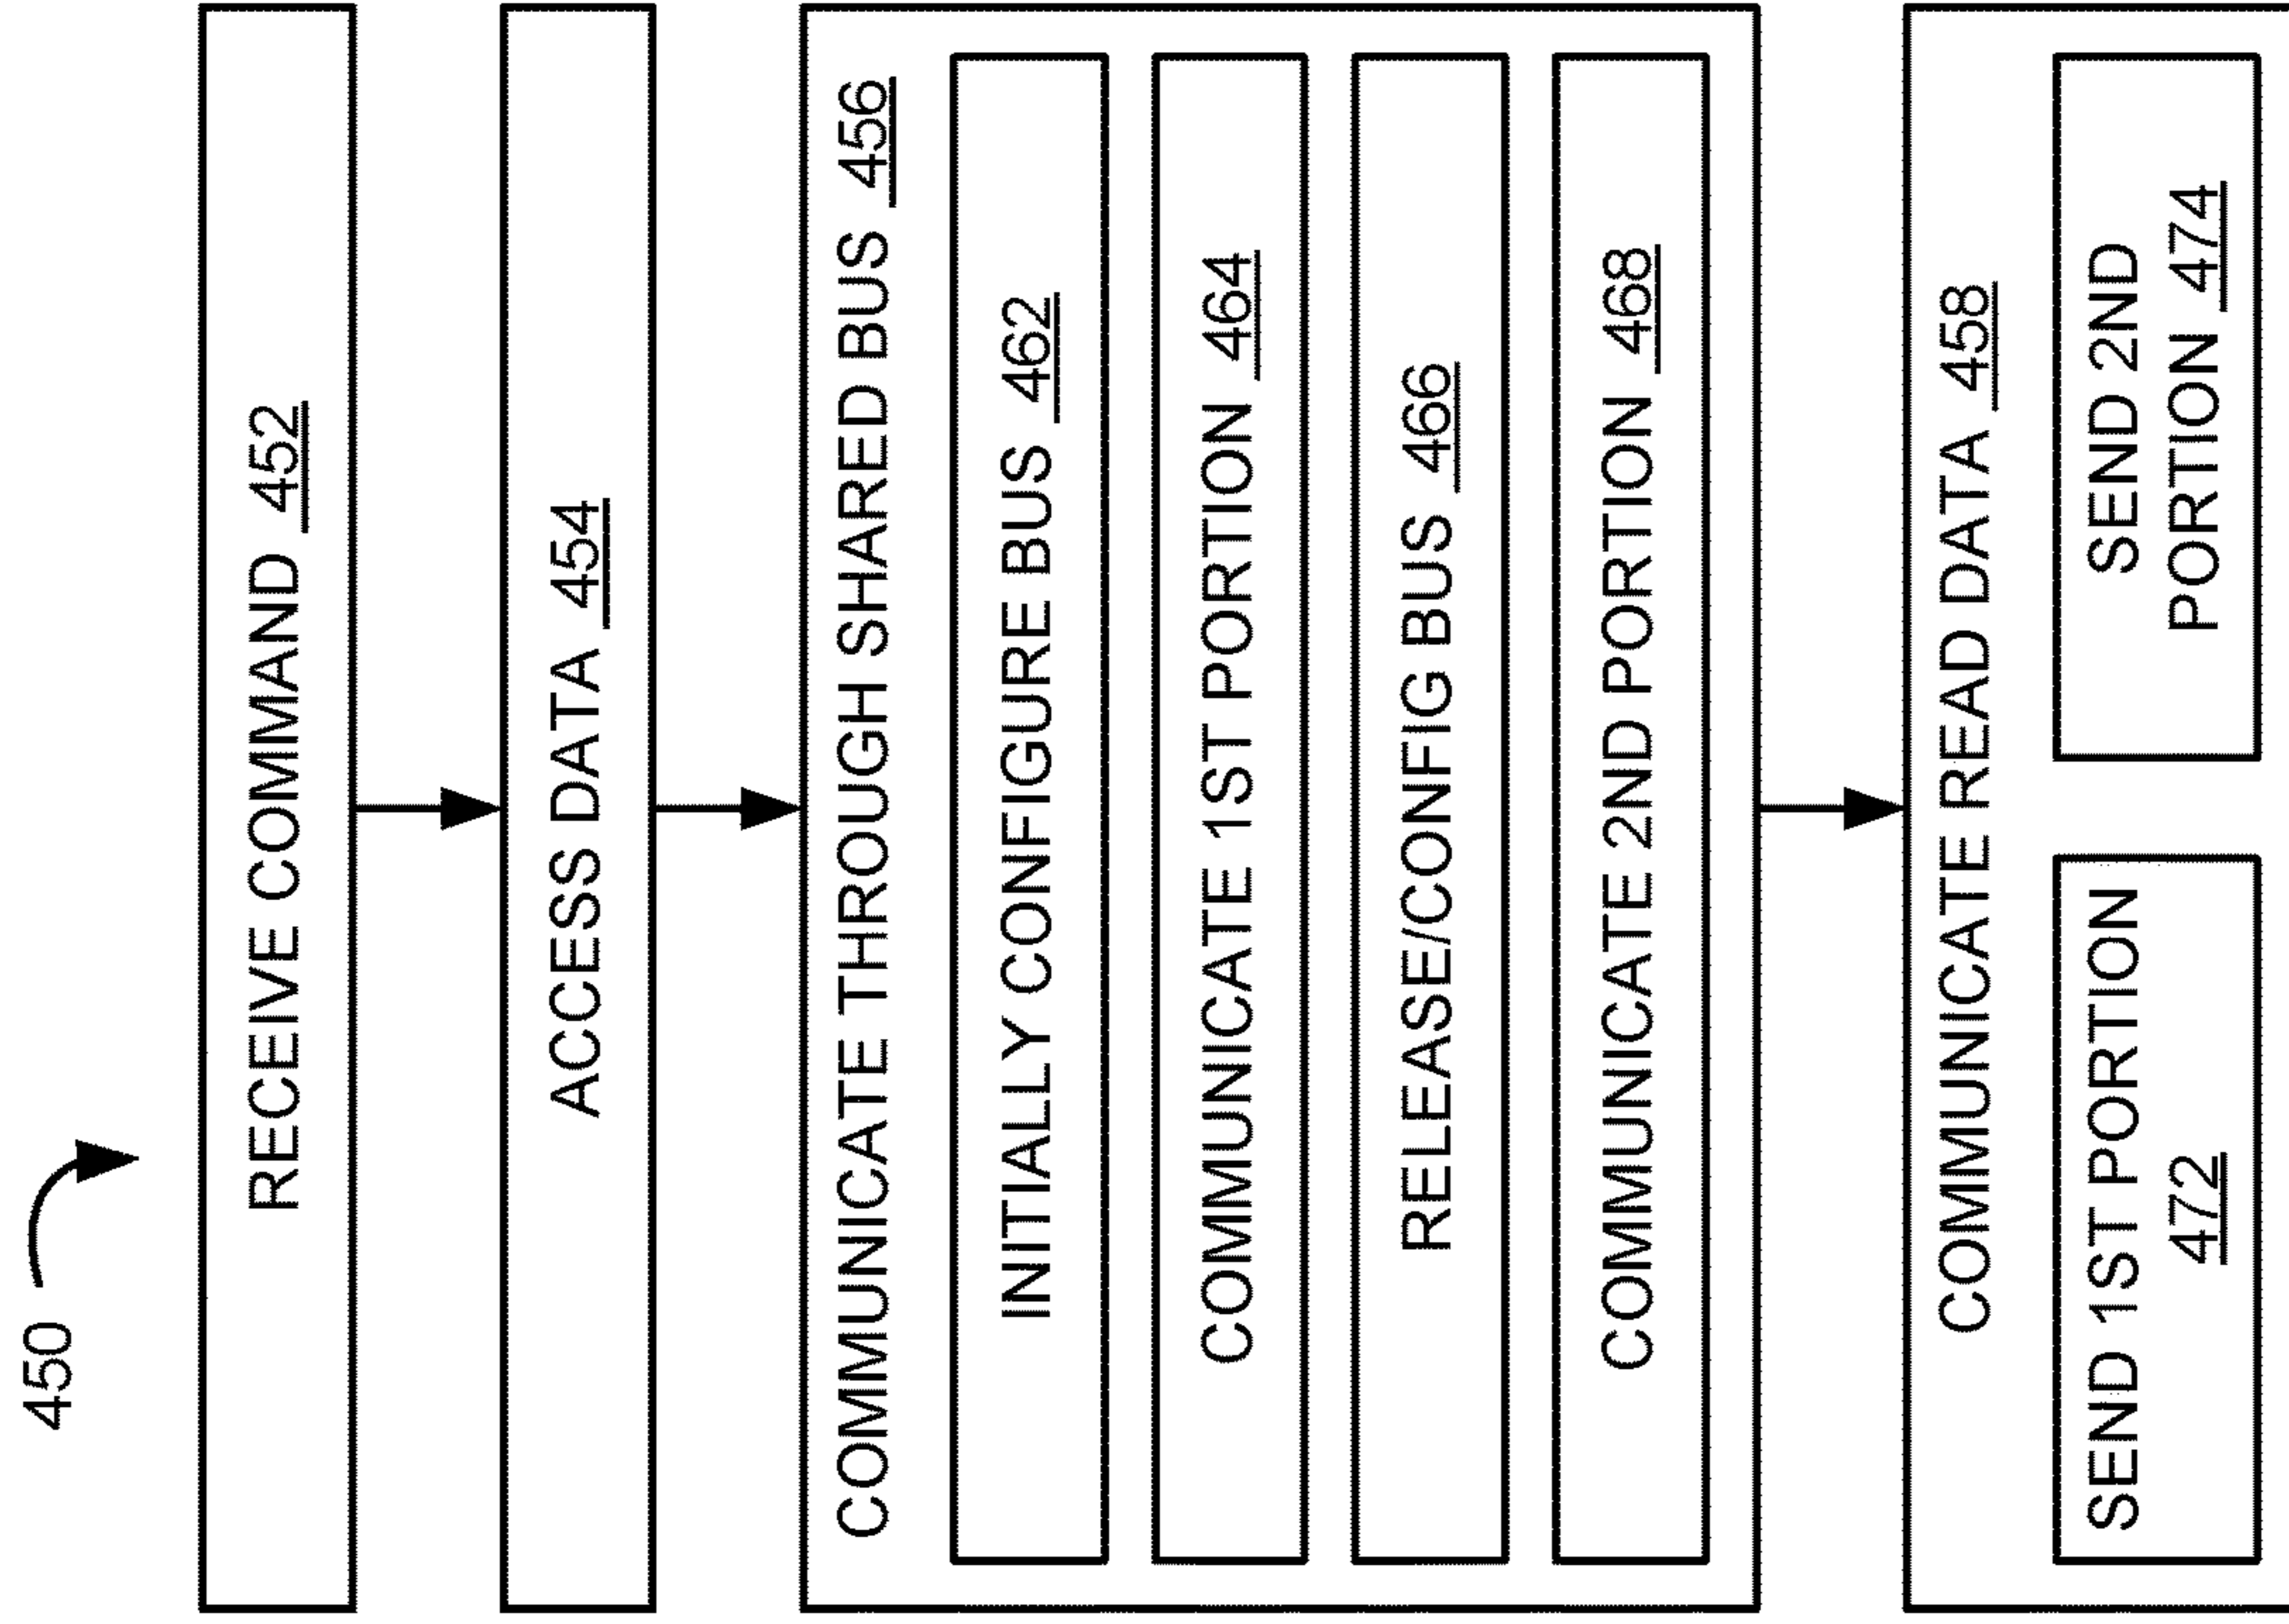 450
RECEIVE COMMAND 452
ACCESS DATA 454
COMMUNICATE THROUGH SHARED BUS 456
INITIALLY CONFIGURE BUS 462
COMMUNICATE 1ST PORTION 464
RELEASE/CONFIG BUS 466
COMMUNICATE 2ND PORTION 468
COMMUNICATE READ DATA 458
SEND 1ST PORTION
472
SEND 2ND
PORTION 474